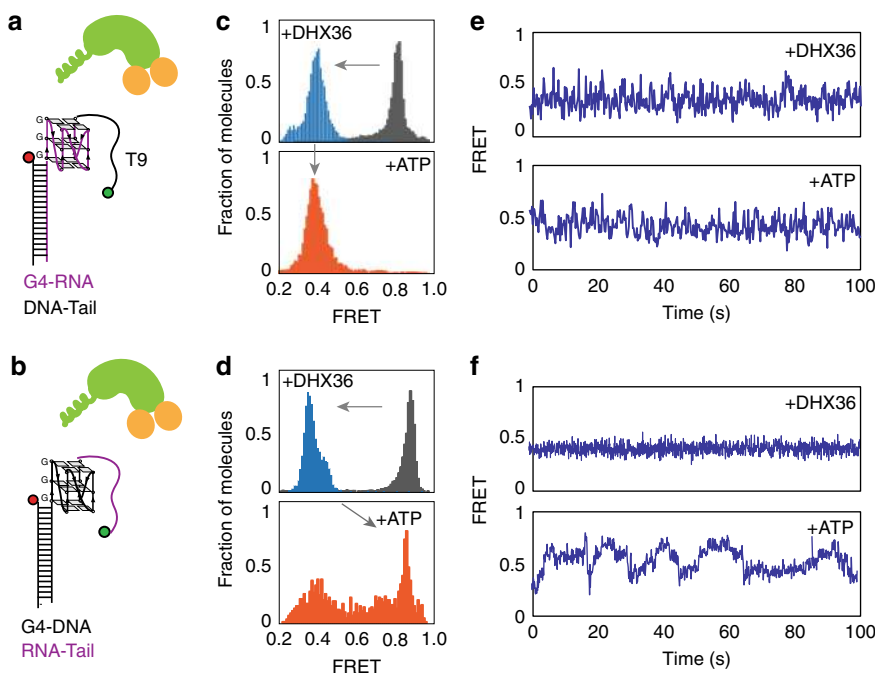 a
G
G
G
T9
G4-RNA
DNA-Tail
c
+DHX36
1
0.5
0
+ATP
1
0.5
0
0.2 0.4 0.6 0.8 1.0
FRET
Fraction of molecules
e
+DHX36
1
0.5
0
+ATP
1
0.5
0
0 20 40 60 80 100
Time (s)
FRET
b
G
G
G
G4-DNA
RNA-Tail
d
+DHX36
1
0.5
0
+ATP
1
0.5
0
0.2 0.4 0.6 0.8 1.0
FRET
Fraction of molecules
f
+DHX36
1
0.5
0
+ATP
1
0.5
0
0 20 40 60 80 100
Time (s)
FRET